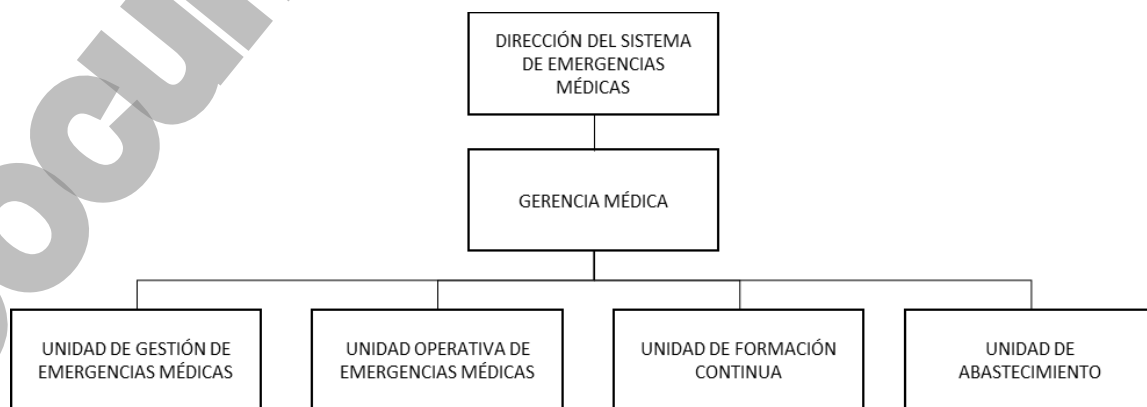 DIRECCIÓN DEL SISTEMA
DE EMERGENCIAS
MÉDICAS
GERENCIA MÉDICA
UNIDAD DE GESTIÓN DE
EMERGENCIAS MÉDICAS
UNIDAD OPERATIVA DE
EMERGENCIAS MÉDICAS
UNIDAD DE FORMACIÓN
CONTINUA
UNIDAD DE
ABASTECIMIENTO